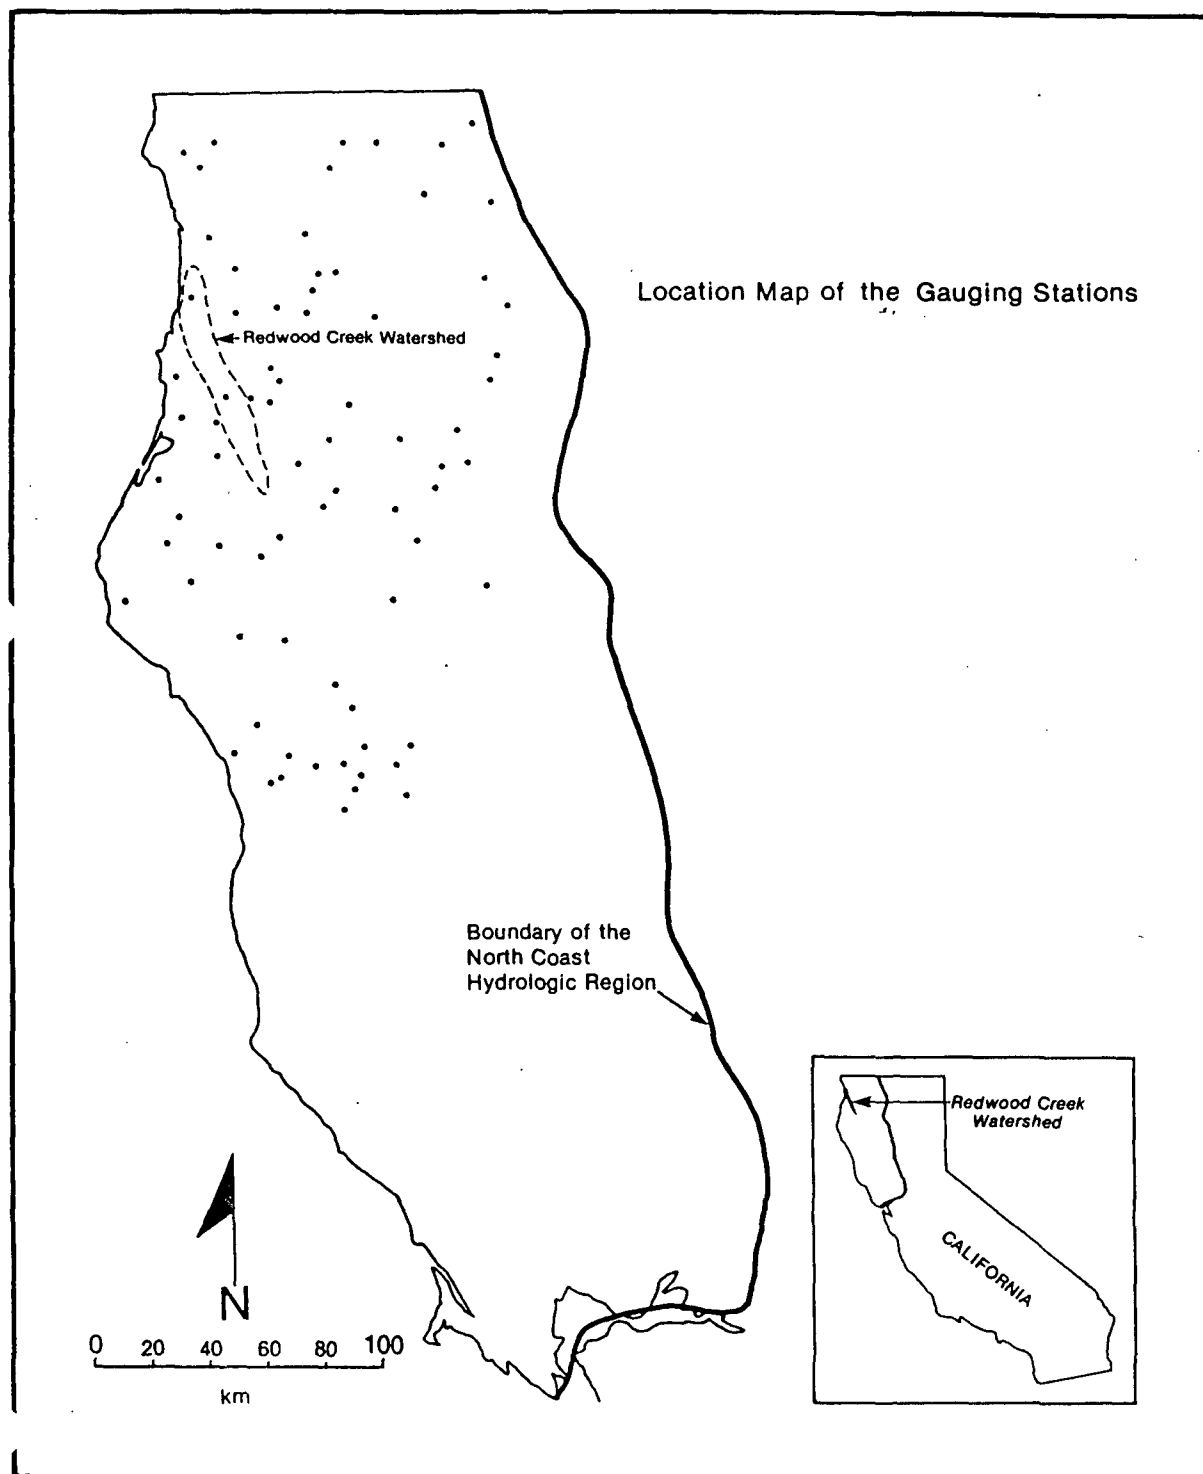 Location Map of the Gauging Stations
Redwood Creek Watershed
Boundary of the
North Coast
Hydrologic Region
Redwood Creek
Watershed
CALIFORNIA
N
0 20 40 60 80 100
km